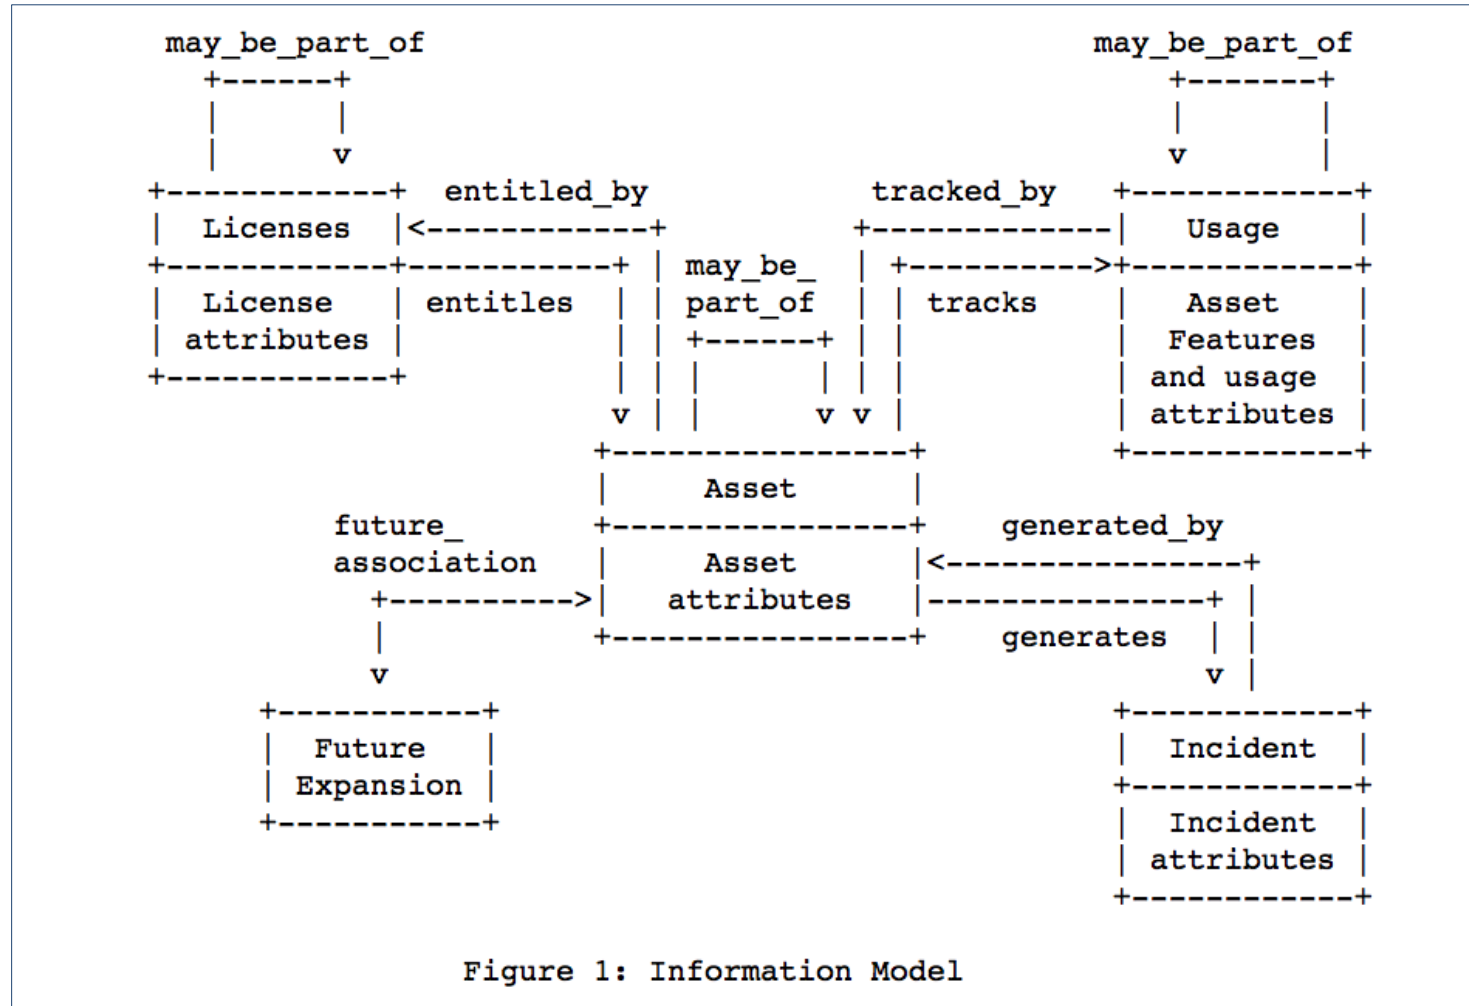 may_be_part_of                                      may_be_part_of
  +------+                                            +-------+
  |      |                                            |       |
  |      v                                            v       |
+------------+  entitled_by            tracked_by   +------------+
|  Licenses  |<------------+          +-------------|   Usage    |
+------------+-----------+ | may_be_  | +---------->+------------+
|  License   | entitles  | | part_of  | | tracks    |   Asset    |
| attributes |           | | +------+ | |           |  Features  |
+------------+           | | |      | | |           | and usage  |
                         v | |      v v |           | attributes |
                        +----------------+          +------------+
                        |     Asset      |
          future_       +----------------+    generated_by
          association   |     Asset      |<----------------+
            +---------->|   attributes   |---------------+ |
            |           +----------------+    generates  | |
            v                                            v |
      +-----------+                                 +------------+
      |  Future   |                                 |  Incident  |
      | Expansion |                                 +------------+
      +-----------+                                 |  Incident  |
                                                    | attributes |
                                                    +------------+
Figure 1: Information Model